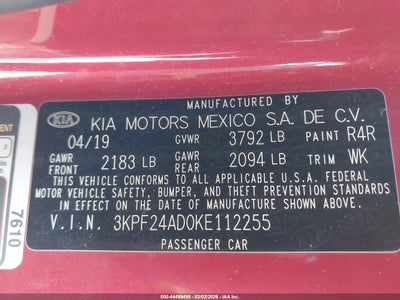 MANUFACTURED BY
KIA KIA MOTORS MEXICO S.A. DE C.V.
04/19 GVWR 3792 LB PAINT R4R
GAWR FRONT 2183 LB GAWR REAR 2094 LB TRIM WK
THIS VEHICLE CONFORMS TO ALL APPLICABLE U.S.A. FEDERAL
MOTOR VEHICLE SAFETY, BUMPER, AND THEFT PREVENTION STANDARDS
IN EFFECT ON THE DATE OF MANUFACTURE SHOWN ABOVE.
V.I.N. 3KPF24AD0KE112255
PASSENGER CAR
7610